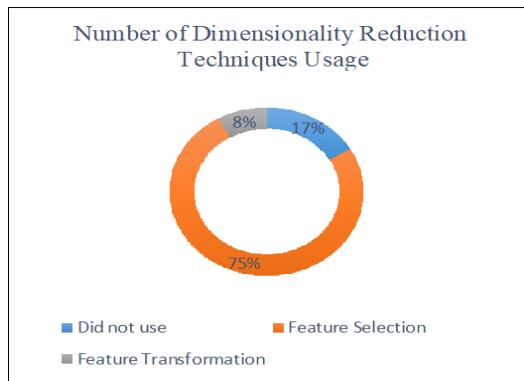 Number of Dimensionality Reduction
Techniques Usage
8%
17%
75%
Did not use
Feature Selection
Feature Transformation